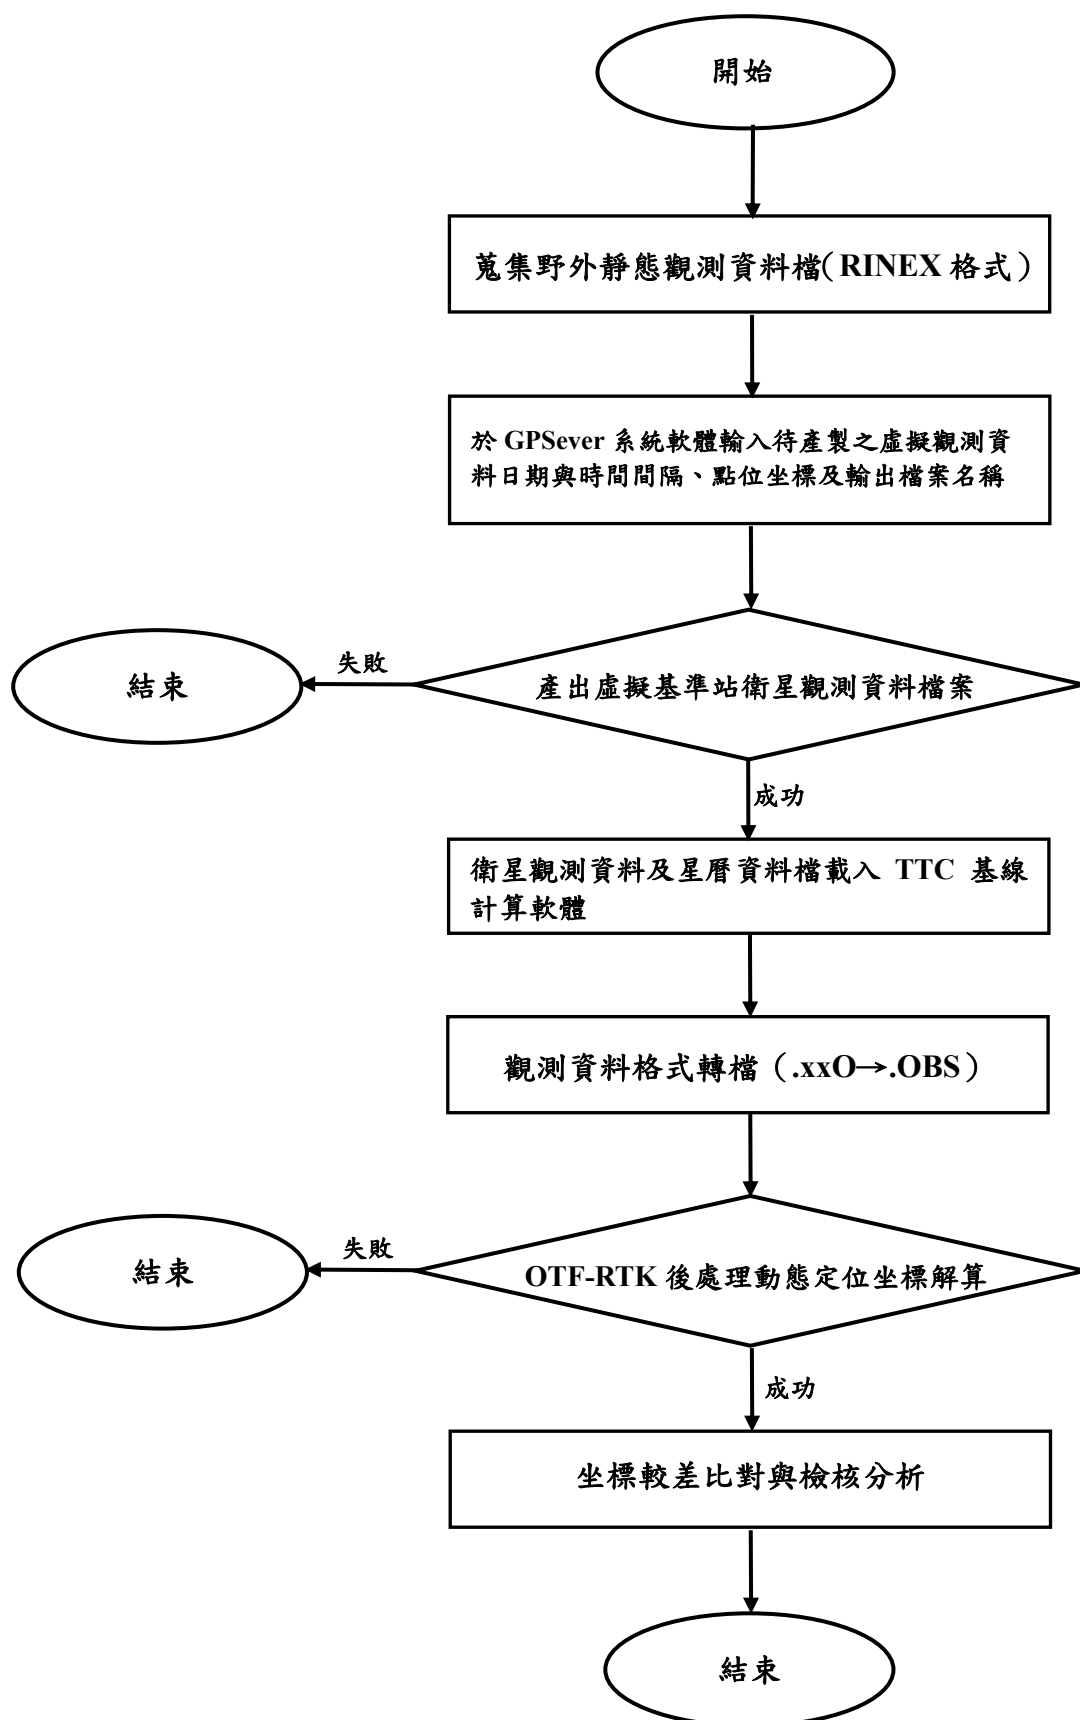 開始
蒐集野外靜態觀測資料檔（RINEX 格式）
於 GPSever 系統軟體輸入待產製之虛擬觀測資
料日期與時間間隔、點位坐標及輸出檔案名稱
失敗
結束
產出虛擬基準站衛星觀測資料檔案
成功
衛星觀測資料及星曆資料檔載入 TTC 基線
計算軟體
觀測資料格式轉檔（.xxO→.OBS）
失敗
結束
OTF-RTK 後處理動態定位坐標解算
成功
坐標較差比對與檢核分析
結束